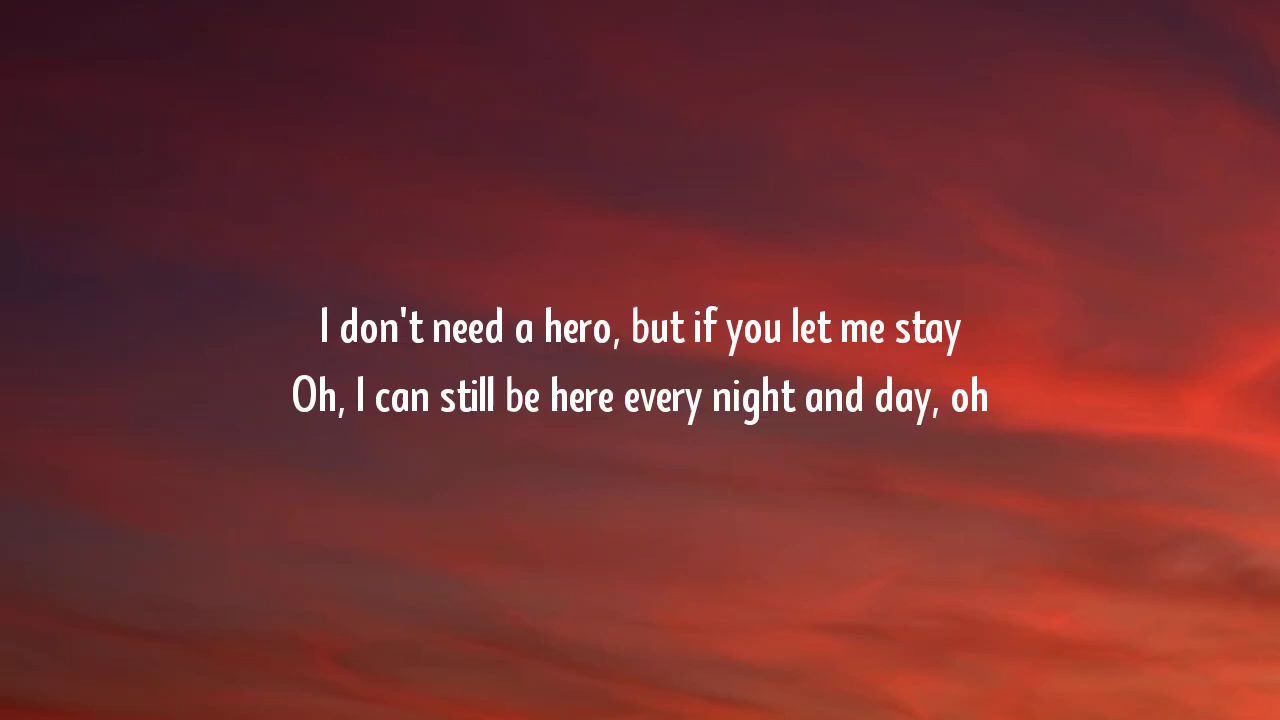 I don't need a hero, but if you let me stay
Oh, I can still be here every night and day, oh